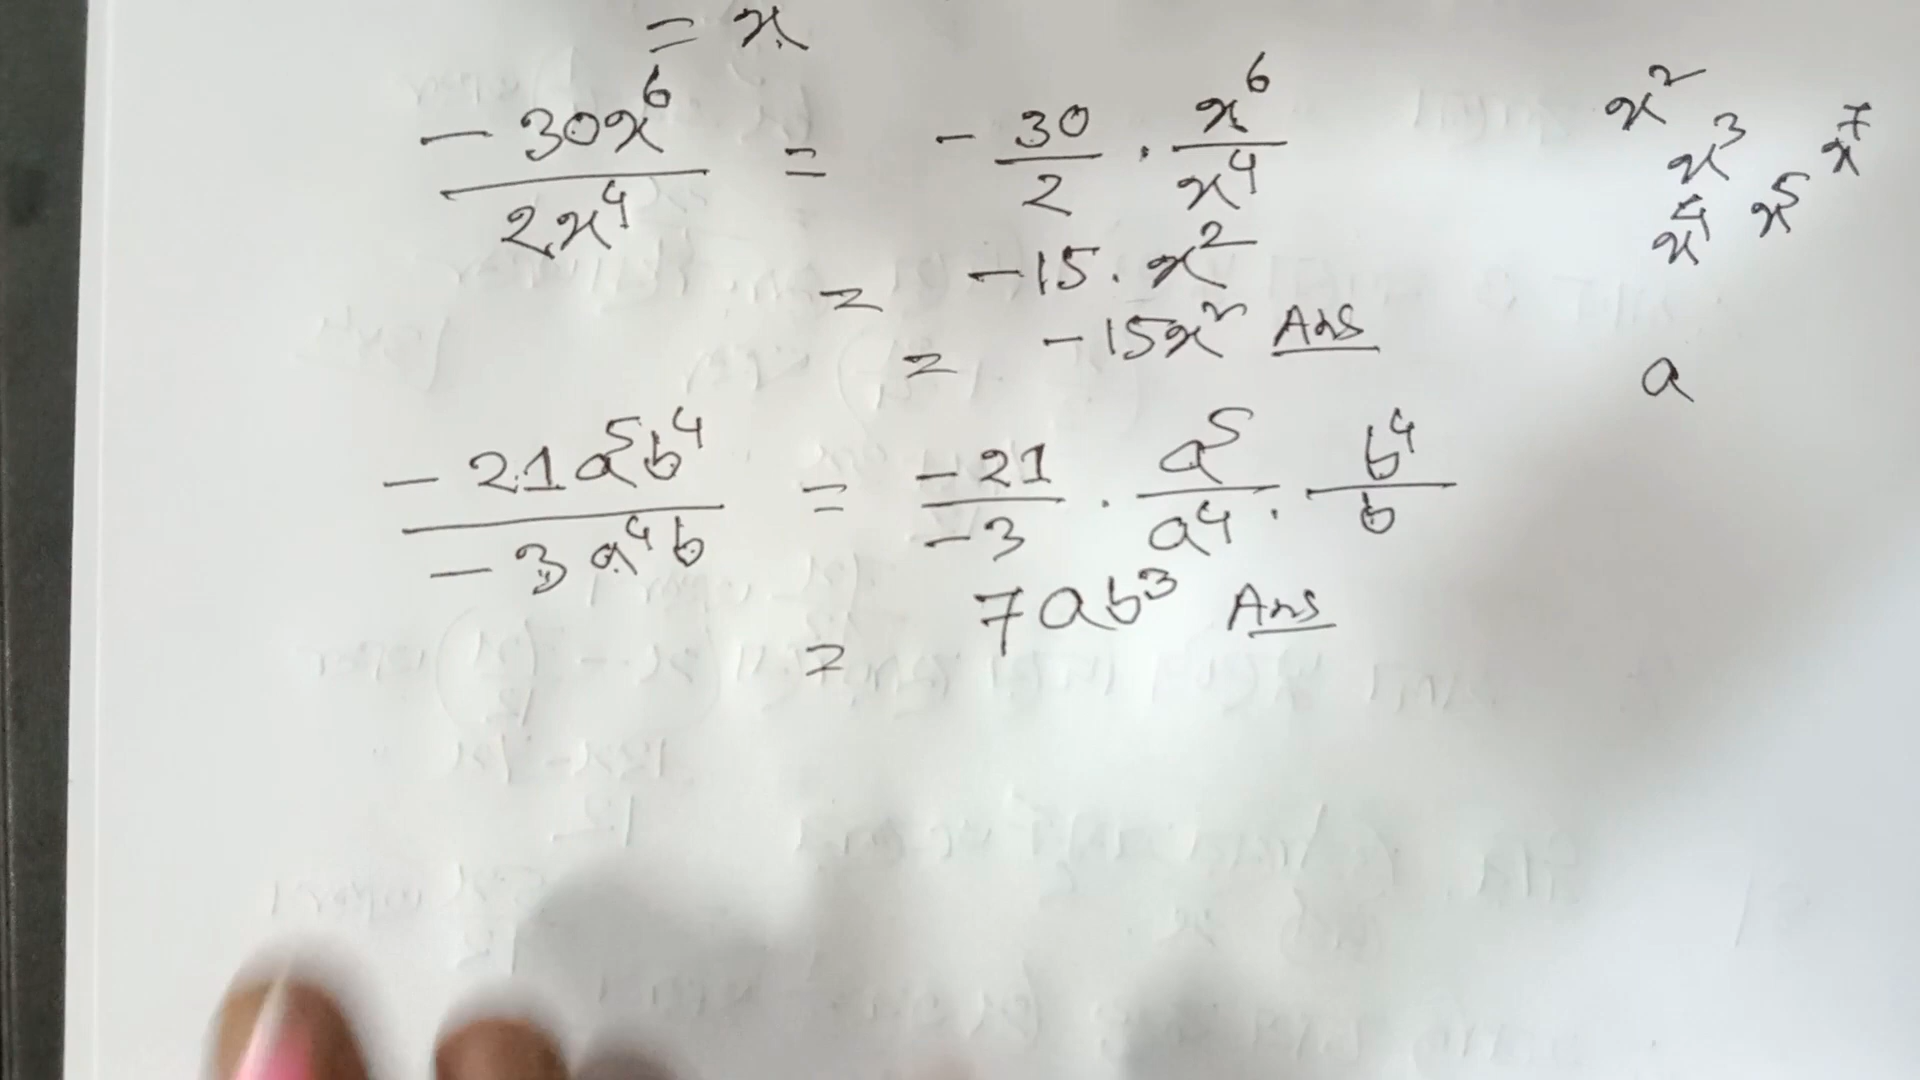 = x
-30x⁶/2x⁴ = -30/2 · x⁶/x⁴
= -15 · x²
= -15x² Ans
-21a⁵b⁴/-3a⁴b = -21/-3 · a⁵/a⁴ · b⁴/b
= 7ab³ Ans
x²
x³ x⁷
x⁴ x⁵
a